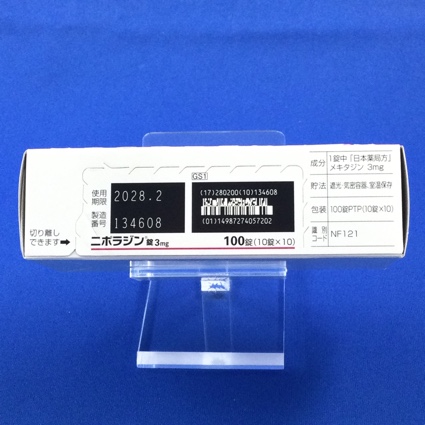 使用
期限
2028.2
製造
番号
134608
GS1
(17)280200(10)134608
(01)14987274057202
切り離し
できます➡
ニポラジン錠3mg
100錠(10錠×10)
成分
1錠中「日本薬局方」
メキタジン 3mg
貯法
遮光・気密容器、室温保存
包装
100錠PTP(10錠×10)
識別
コード
NF121